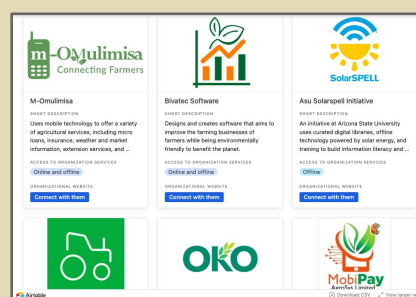 m-Omulimisa
Connecting Farmers
SolarSPELL
M-Omulimisa
SHORT DESCRIPTION
Uses mobile technology to offer a variety
of agricultural services, including micro
loans, insurance, weather and market
information, extension services, and ...
ACCESS TO ORGANIZATION SERVICES
Online and offline
ORGANIZATIONAL WEBSITE
Connect with them
Bivatec Software
SHORT DESCRIPTION
Designs and creates software that aims to
improve the farming businesses of
farmers while being environmentally
friendly to benefit the planet.
ACCESS TO ORGANIZATION SERVICES
Online and offline
ORGANIZATIONAL WEBSITE
Connect with them
Asu Solarspell Initiative
SHORT DESCRIPTION
An initiative at Arizona State University
uses curated digital libraries, offline
technology powered by solar energy, and
training to build information literacy and ...
ACCESS TO ORGANIZATION SERVICES
Offline
ORGANIZATIONAL WEBSITE
Connect with them
OKO
MobiPay
AgroSys Limited
Airtable
Download CSV
View larger